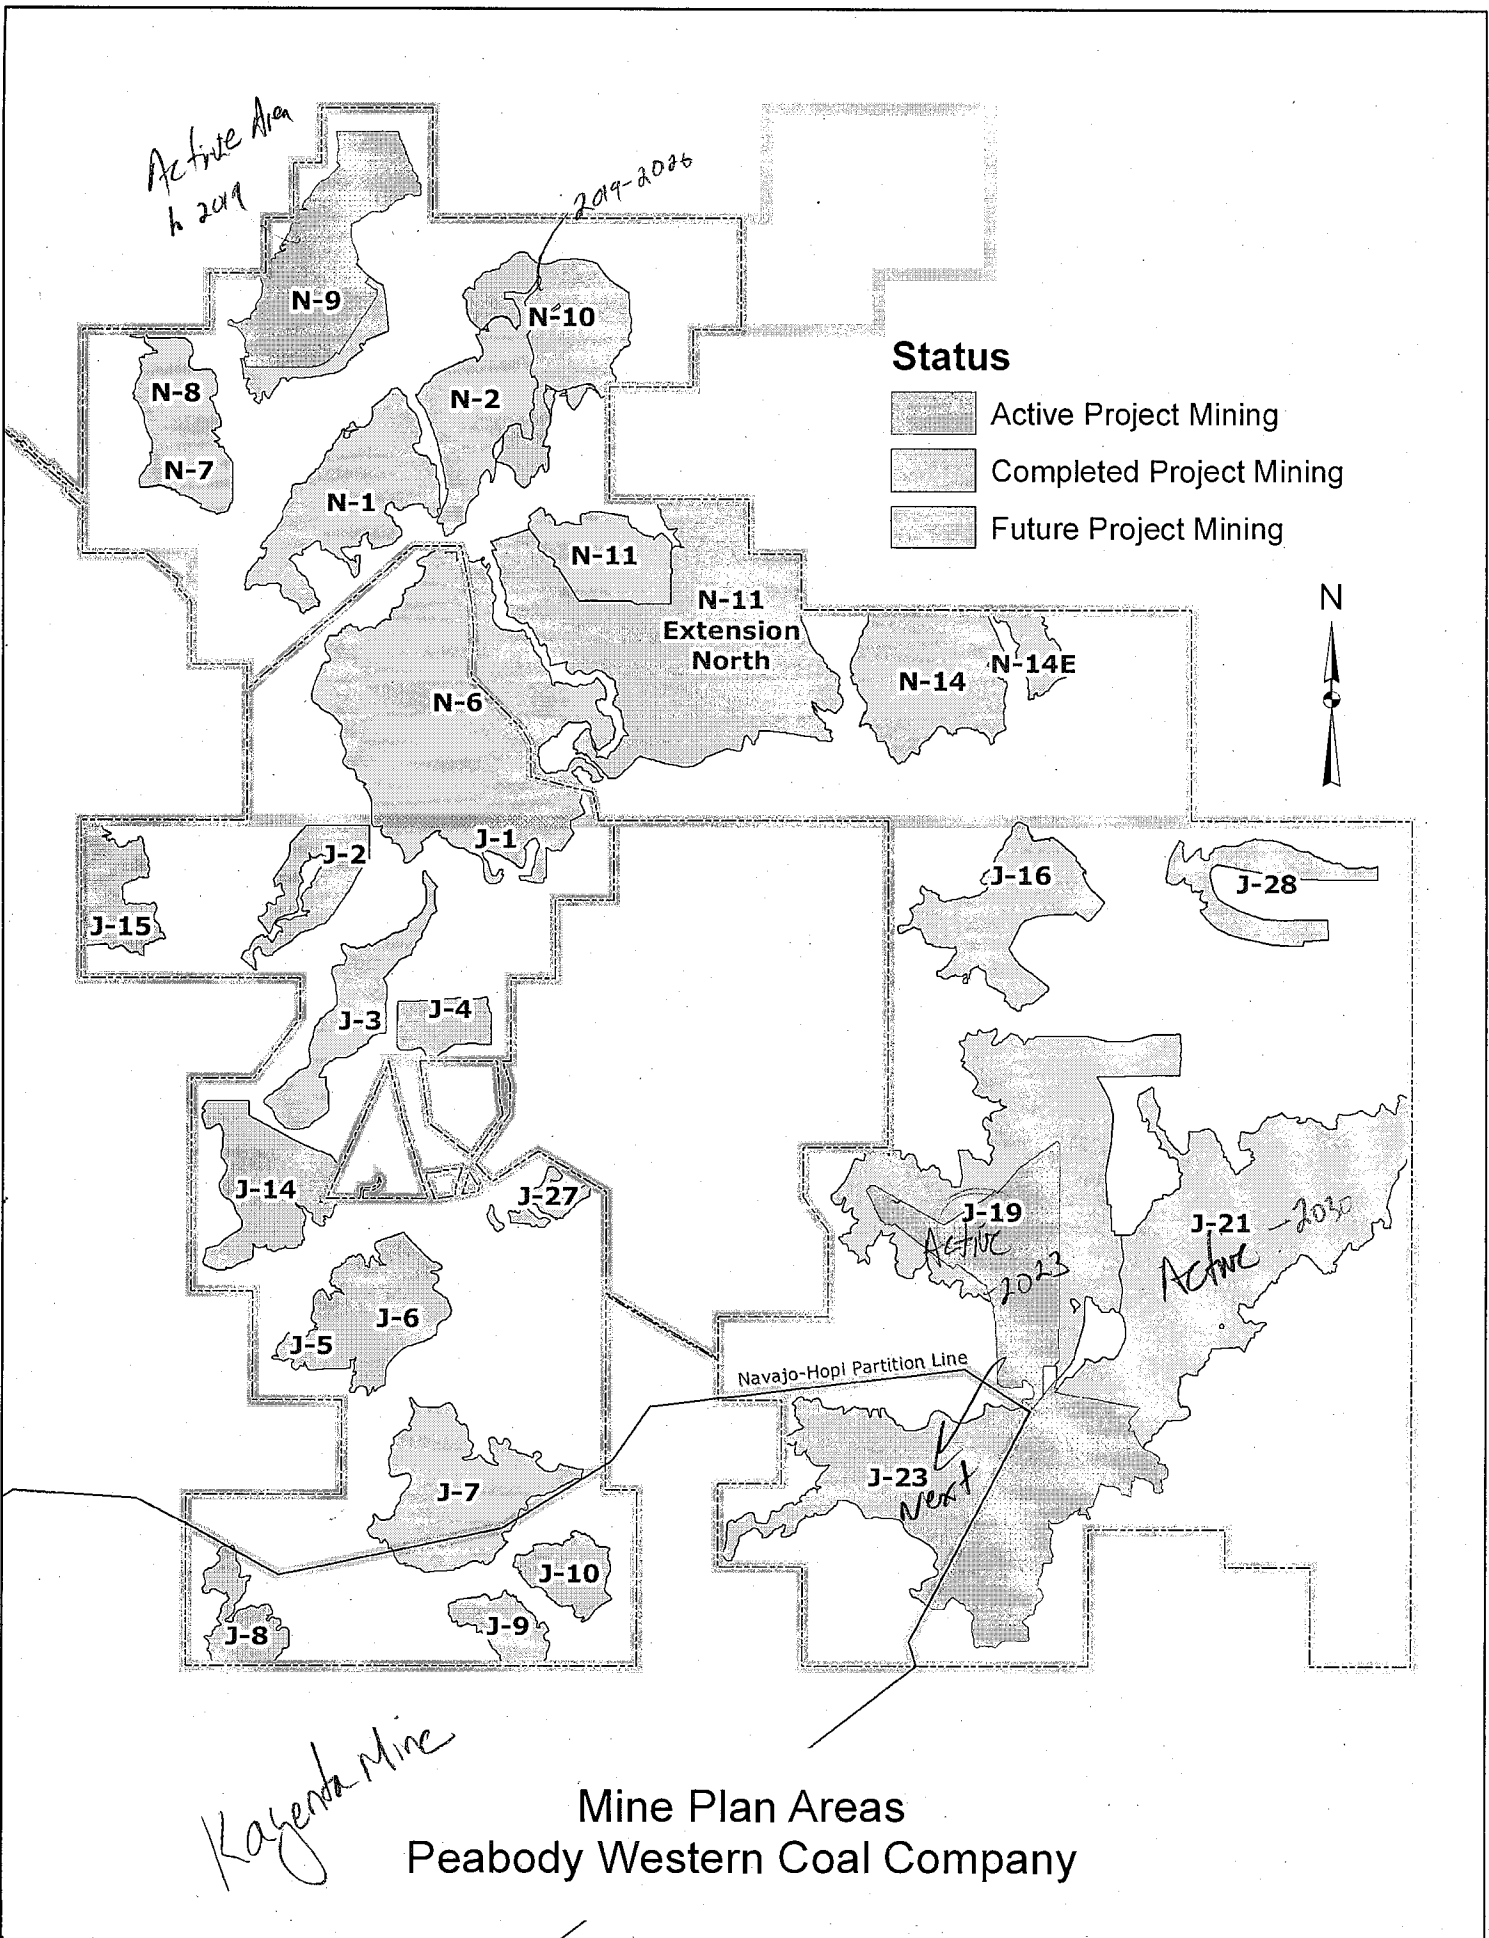 Active Area
to 2019
2019-2026
N-9
N-10
N-8
N-2
N-7
N-1
N-11
N-11
Extension
North
N-14
N-14E
N-6
Status
Active Project Mining
Completed Project Mining
Future Project Mining
N
J-1
J-2
J-15
J-16
J-28
J-3
J-4
J-14
J-27
J-19
Active
-2023
J-21
-2030
Active
J-6
J-5
Navajo-Hopi Partition Line
J-7
J-23
Next
J-10
J-9
J-8
Kayenta Mine
Mine Plan Areas
Peabody Western Coal Company